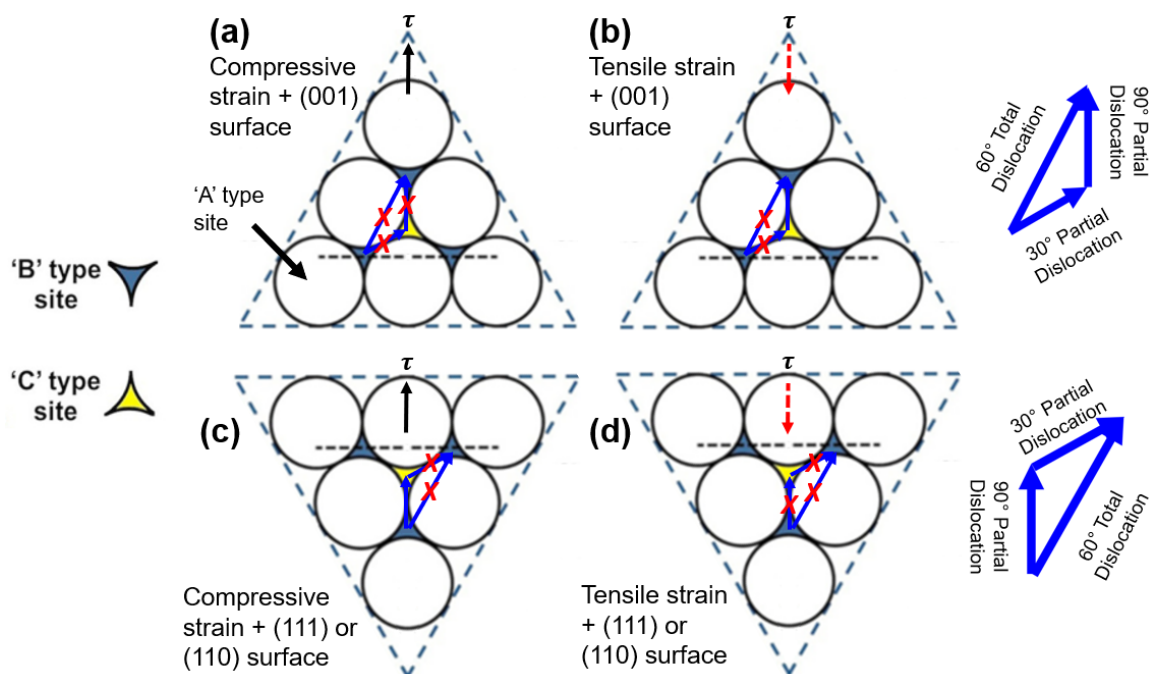 (a)
τ
Compressive
strain + (001)
surface
X
X
X
'A' type
site
(b)
τ
Tensile strain
+ (001)
surface
X
X
60° Total
Dislocation
90° Partial
Dislocation
30° Partial
Dislocation
'B' type
site
'C' type
site
(c)
τ
X
X
Compressive
strain + (111) or
(110) surface
(d)
τ
X
X
X
Tensile strain
+ (111) or
(110) surface
30° Partial
Dislocation
90° Partial
Dislocation
60° Total
Dislocation